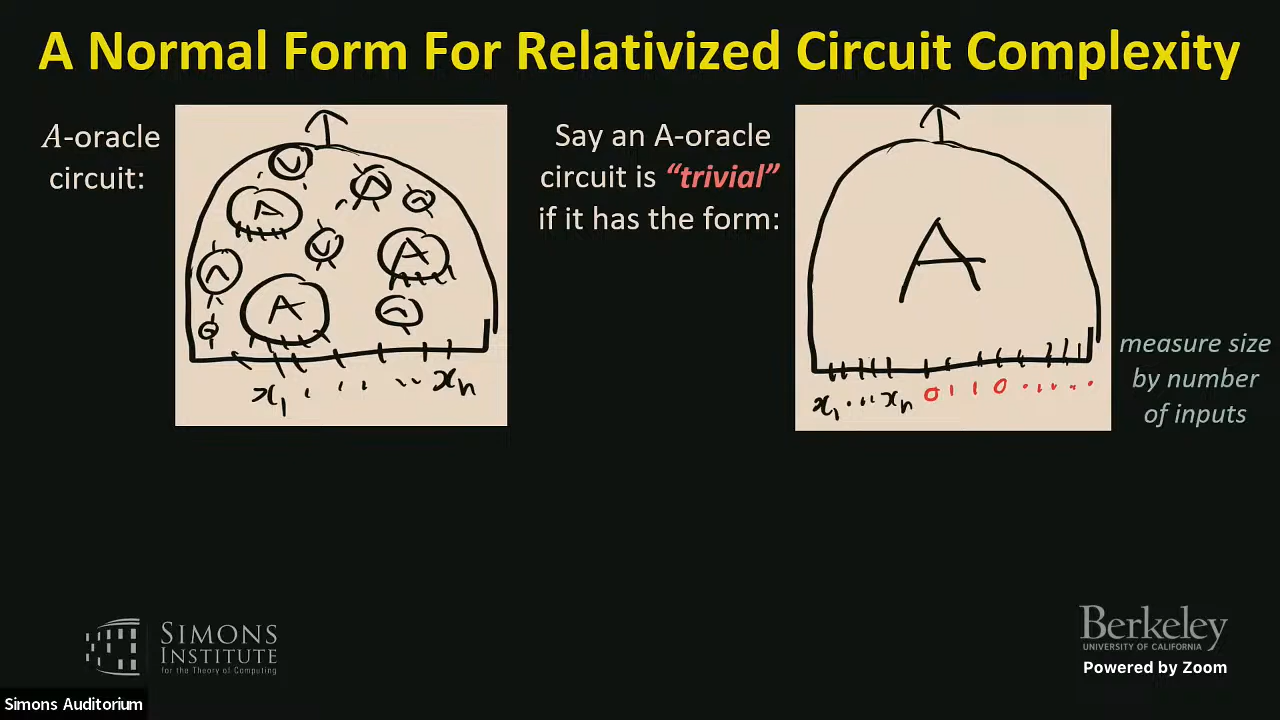 A Normal Form For Relativized Circuit Complexity
A-oracle
circuit:
∨
A
A
∧
A
∨
A
∧
A
∧
x₁ ..... xₙ
Say an A-oracle
circuit is "trivial"
if it has the form:
A
x₁ ... xₙ 0 1 1 0 ......
measure size
by number
of inputs
SIMONS
INSTITUTE
for the Theory of Computing
Berkeley
UNIVERSITY OF CALIFORNIA
Powered by Zoom
Simons Auditorium